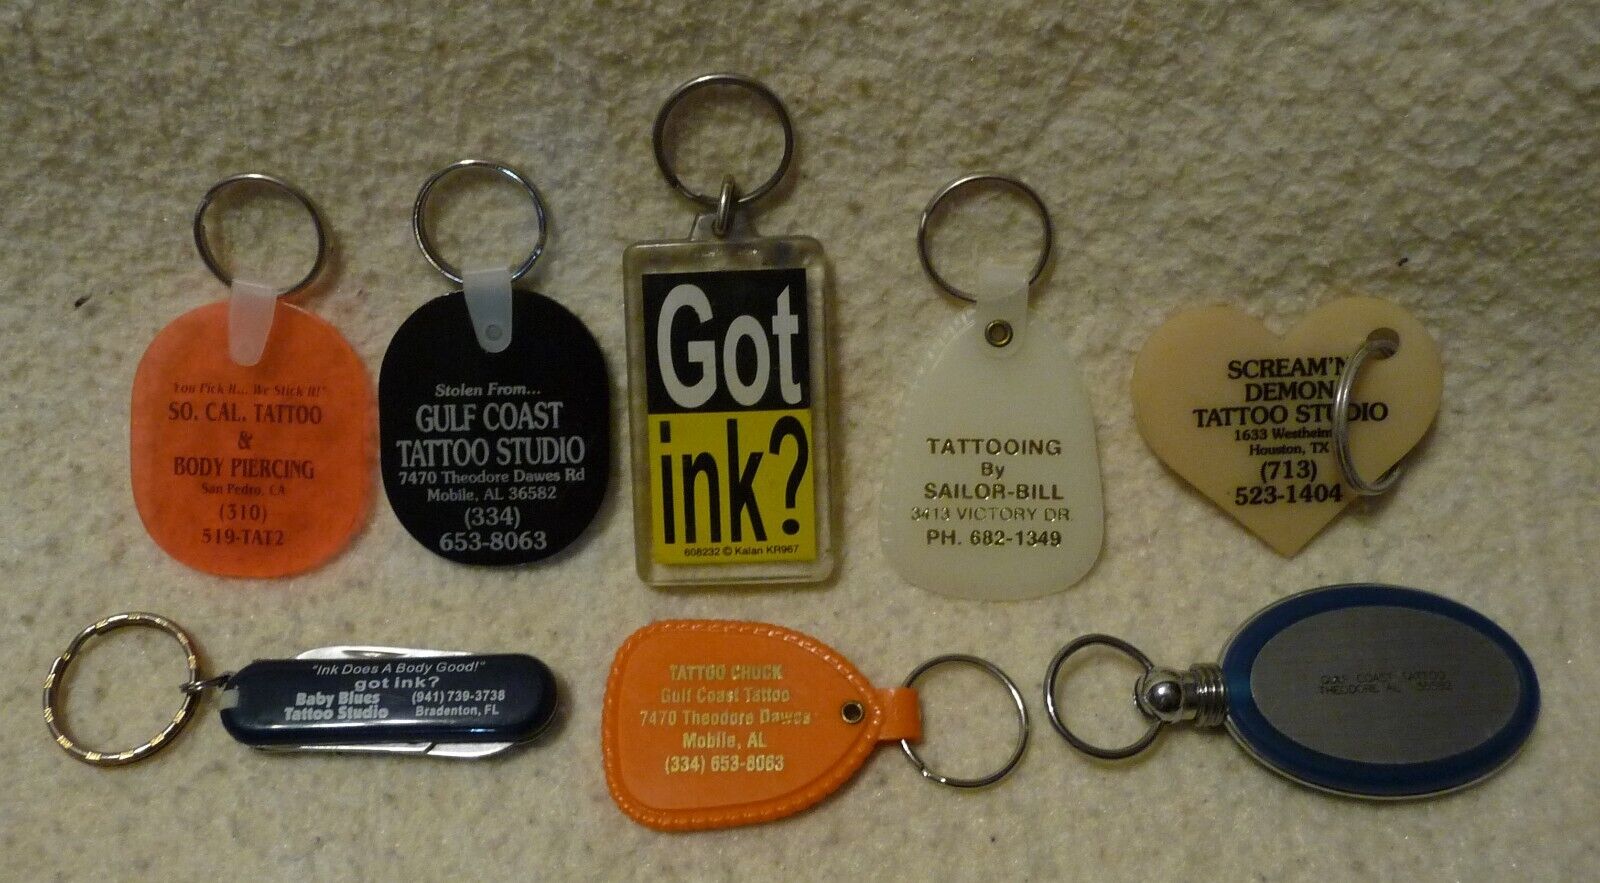 "You Pick It... We Stick It!"
SO. CAL. TATTOO
&
BODY PIERCING
San Pedro, CA
(310)
519-TAT2
Stolen From...
GULF COAST
TATTOO STUDIO
7470 Theodore Dawes Rd
Mobile, AL 36582
(334)
653-8063
Got
ink?
608232 © Kalan KR967
TATTOOING
By
SAILOR-BILL
3413 VICTORY DR.
PH. 682-1349
SCREAM'N
DEMON
TATTOO STUDIO
1633
Houston, TX
(713)
523-1404
"Ink Does A Body Good!"
got ink?
Baby Blues (941) 739-3738
Tattoo Studio Bradenton, FL
TATTOO CHUCK
Gulf Coast Tattoo
7470 Theodore Dawes
Mobile, AL
(334) 653-8063
GULF COAST TATTOO
THEODORE AL 36582